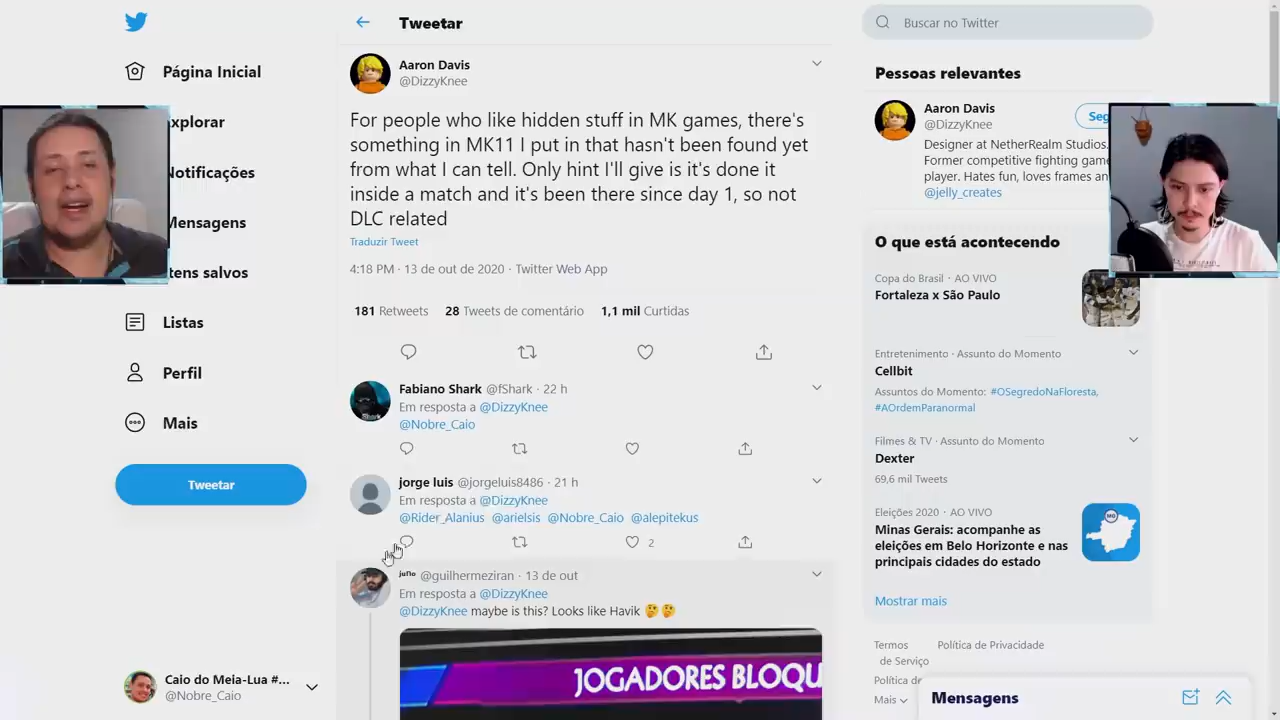 Tweetar
Buscar no Twitter
Página Inicial
xplorar
Notificações
Mensagens
tens salvos
Listas
Perfil
Mais
Tweetar
Caio do Meia-Lua #...
@Nobre_Caio
Aaron Davis
@DizzyKnee
For people who like hidden stuff in MK games, there's
something in MK11 I put in that hasn't been found yet
from what I can tell. Only hint I'll give is it's done it
inside a match and it's been there since day 1, so not
DLC related
Traduzir Tweet
4:18 PM · 13 de out de 2020 · Twitter Web App
181 Retweets 28 Tweets de comentário 1,1 mil Curtidas
Fabiano Shark @fShark · 22 h
Em resposta a @DizzyKnee
@Nobre_Caio
jorge luis @jorgeluis8486 · 21 h
Em resposta a @DizzyKnee
@Rider_Alanius @arielsis @Nobre_Caio @alepitekus
2
@guilhermeziran · 13 de out
Em resposta a @DizzyKnee
@DizzyKnee maybe is this? Looks like Havik 🤔🤔
JOGADORES BLOQU
Pessoas relevantes
Aaron Davis
@DizzyKnee
Seg
Designer at NetherRealm Studios.
Former competitive fighting game
player. Hates fun, loves frames an
@jelly_creates
O que está acontecendo
Copa do Brasil · AO VIVO
Fortaleza x São Paulo
Entretenimento · Assunto do Momento
Cellbit
Assuntos do Momento: #OSegredoNaFloresta,
#AOrdemParanormal
Filmes & TV · Assunto do Momento
Dexter
69,6 mil Tweets
Eleições 2020 · AO VIVO
Minas Gerais: acompanhe as
eleições em Belo Horizonte e nas
principais cidades do estado
MG
Mostrar mais
Termos de Serviço
Política de Privacidade
Política de
Mais
Mensagens